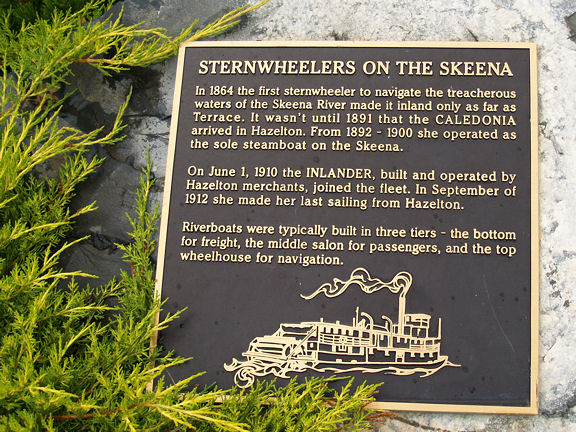 STERNWHEELERS ON THE SKEENA
In 1864 the first sternwheeler to navigate the treacherous
waters of the Skeena River made it inland only as far as
Terrace. It wasn't until 1891 that the CALEDONIA
arrived in Hazelton. From 1892 - 1900 she operated as
the sole steamboat on the Skeena.
On June 1, 1910 the INLANDER, built and operated by
Hazelton merchants, joined the fleet. In September of
1912 she made her last sailing from Hazelton.
Riverboats were typically built in three tiers - the bottom
for freight, the middle salon for passengers, and the top
wheelhouse for navigation.